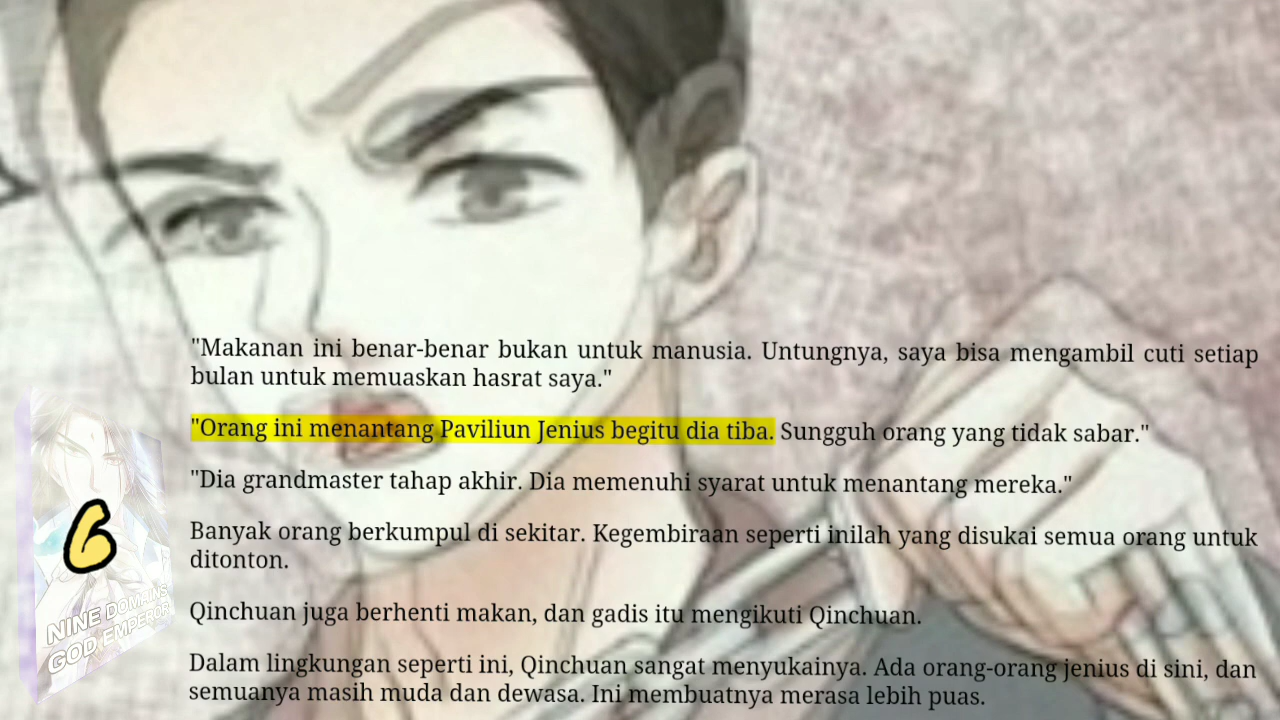 "Makanan ini benar-benar bukan untuk manusia. Untungnya, saya bisa mengambil cuti setiap
bulan untuk memuaskan hasrat saya."
"Orang ini menantang Paviliun Jenius begitu dia tiba. Sungguh orang yang tidak sabar."
"Dia grandmaster tahap akhir. Dia memenuhi syarat untuk menantang mereka."
Banyak orang berkumpul di sekitar. Kegembiraan seperti inilah yang disukai semua orang untuk
ditonton.
Qinchuan juga berhenti makan, dan gadis itu mengikuti Qinchuan.
Dalam lingkungan seperti ini, Qinchuan sangat menyukainya. Ada orang-orang jenius di sini, dan
semuanya masih muda dan dewasa. Ini membuatnya merasa lebih puas.
6
NINE DOMAINS
GOD EMPEROR